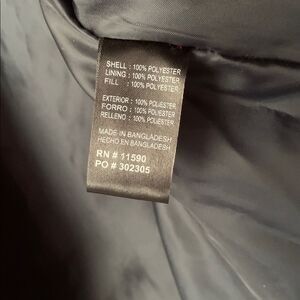 SHELL : 100% POLYESTER
LINING : 100% POLYESTER
FILL : 100% POLYESTER
EXTERIOR : 100% POLIESTER
FORRO : 100% POLIESTER
RELLENO : 100% POLIESTER
MADE IN BANGLADESH
HECHO EN BANGLADESH
RN # 11590
PO # 302305